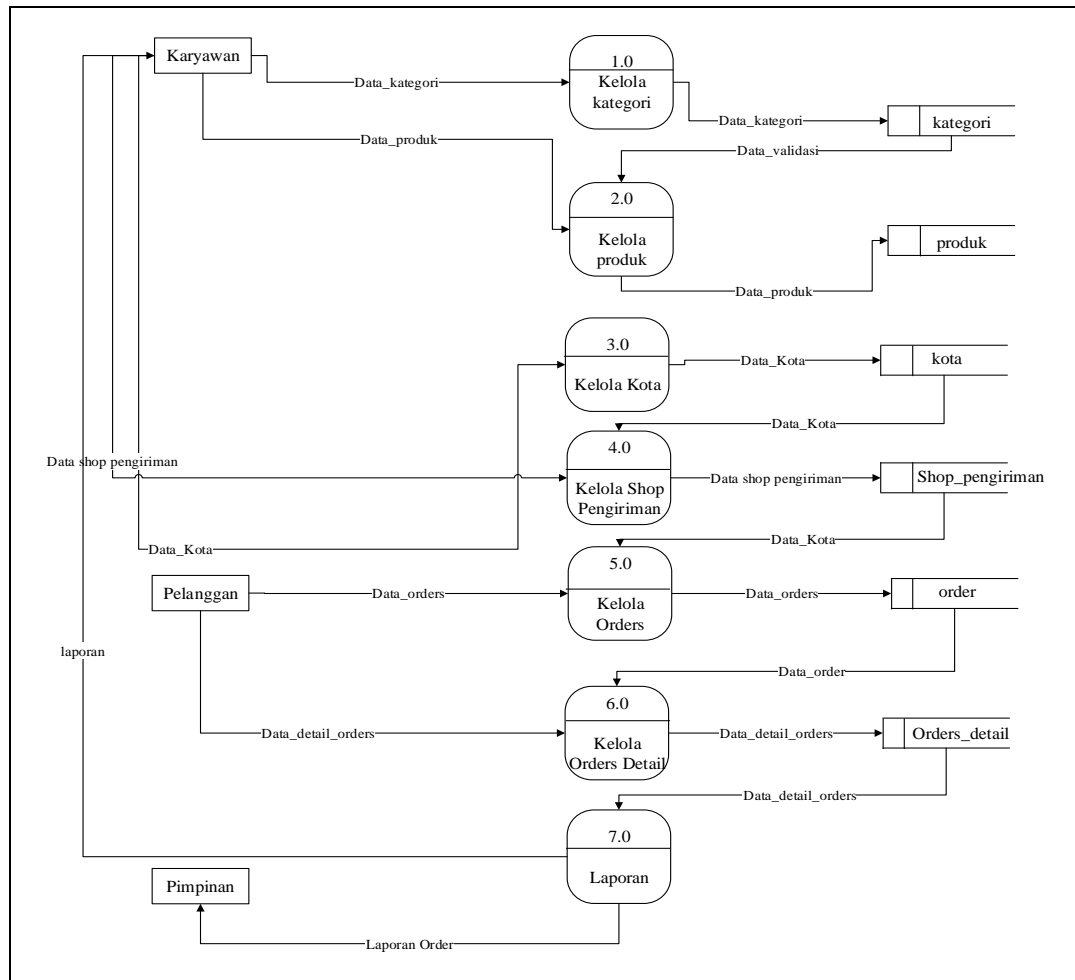 Karyawan
1.0
Kelola
kategori
Data_kategori
Data_kategori
kategori
Data_produk
Data_validasi
2.0
Kelola
produk
produk
Data_produk
3.0
Kelola Kota
Data_Kota
kota
Data_Kota
4.0
Kelola Shop
Pengiriman
Data shop pengiriman
Data shop pengiriman
Shop_pengiriman
Data_Kota
Data_Kota
5.0
Kelola
Orders
Pelanggan
Data_orders
Data_orders
order
laporan
Data_order
6.0
Kelola
Orders Detail
Data_detail_orders
Data_detail_orders
Orders_detail
Data_detail_orders
7.0
Laporan
Pimpinan
Laporan Order